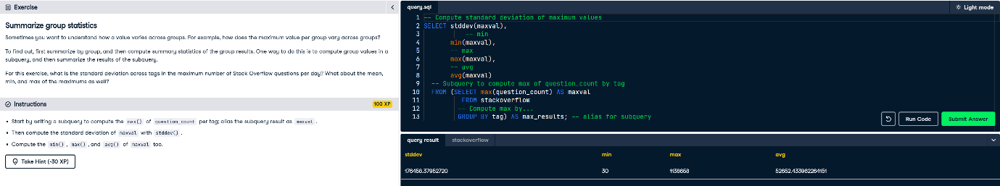 Exercise
Summarize group statistics
Sometimes you want to understand how a value varies across groups. For example, how does the maximum value per group vary across groups?
To find out, first summarize by group, and then compute summary statistics of the group results. One way to do this is to compute group values in a
subquery, and then summarize the results of the subquery.
For this exercise, what is the standard deviation across tags in the maximum number of Stack Overflow questions per day? What about the mean,
min, and max of the maximums as well?
Instructions
100 XP
Start by writing a subquery to compute the max() of question_count per tag; alias the subquery result as maxval.
Then compute the standard deviation of maxval with stddev().
Compute the min(), max(), and avg() of maxval too.
Take Hint (-30 XP)
query.sql
Light mode
1 -- Compute standard deviation of maximum values
2 SELECT stddev(maxval),
3 -- min
4 min(maxval),
5 -- max
6 max(maxval),
7 -- avg
8 avg(maxval)
9 -- Subquery to compute max of question_count by tag
10 FROM (SELECT max(question_count) AS maxval
11 FROM stackoverflow
12 -- Compute max by...
13 GROUP BY tag) AS max_results; -- alias for subquery
Run Code
Submit Answer
query result stackoverflow
stddev min max avg
176458.37952720 30 1138658 52652.433962264151